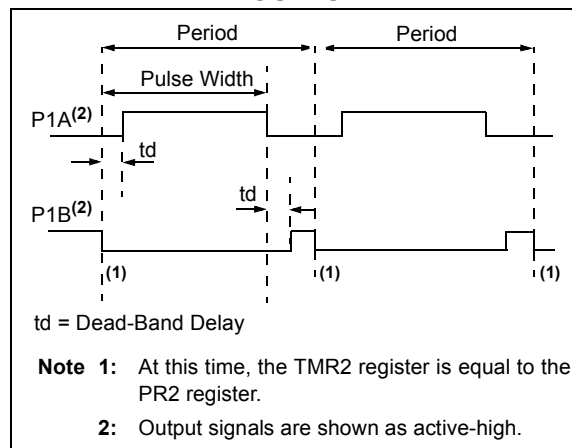 Period Period
Pulse Width
P1A(2)
td
td
P1B(2)
(1) (1) (1)
td = Dead-Band Delay
Note 1: At this time, the TMR2 register is equal to the
PR2 register.
2: Output signals are shown as active-high.